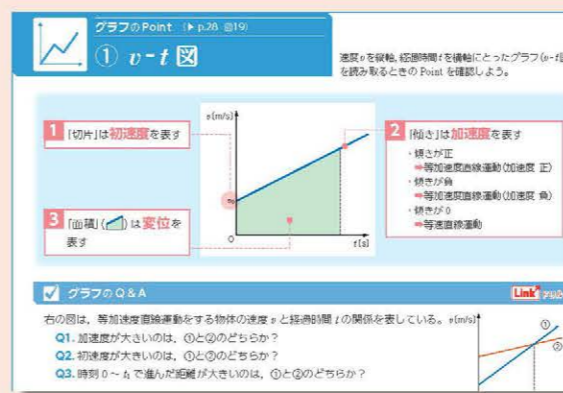 グラフのPoint (▶p.28 図19)
① v-t図
速度vを縦軸、経過時間tを横軸にとったグラフ(v-t図
を読み取るときの Point を確認しよう。
1 「切片」は初速度を表す
2 「傾き」は加速度を表す
・傾きが正
➡等加速度直線運動(加速度 正)
・傾きが負
➡等加速度直線運動(加速度 負)
・傾きが0
➡等速直線運動
3 「面積」( )は変位を
表す
v[m/s]
v₀
O
t[s]
グラフのQ&A
Link
右の図は、等加速度直線運動をする物体の速度 v と経過時間 t の関係を表している。
Q1. 加速度が大きいのは、①と②のどちらか？
Q2. 初速度が大きいのは、①と②のどちらか？
Q3. 時刻 0～t₁ で進んだ距離が大きいのは、①と②のどちらか？
v[m/s]
①
②